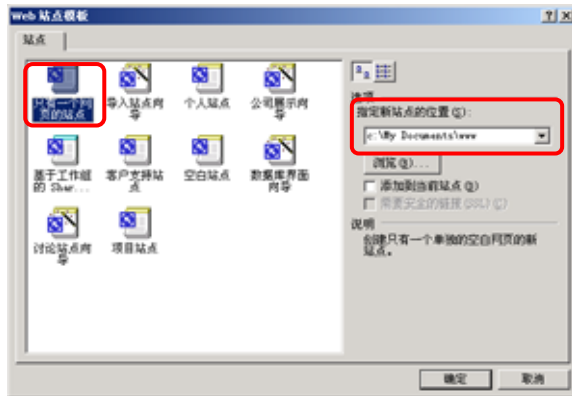 Web 站点模板
站点
只有一个网
页的站点
导入站点向
导
个人站点
公司展示向
导
基于工作组
的 Shar...
客户支持站
点
空白站点
数据库界面
向导
讨论站点向
导
项目站点
选项
指定新站点的位置(S):
c:\My Documents\www
浏览(B)...
添加到当前站点(D)
需要安全的链接(SSL)(C)
说明
创建只有一个单独的空白网页的新
站点。
确定
取消